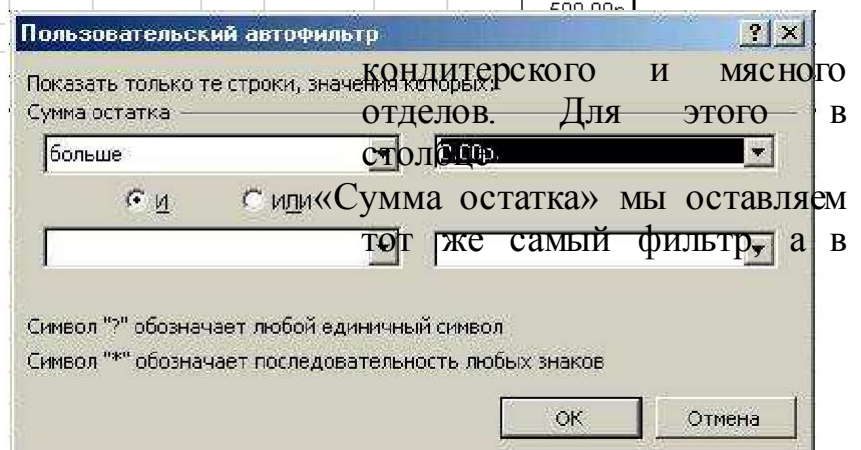 500,00р.
Пользовательский автофильтр
Показать только те строки, значения которых:
Сумма остатка
больше
0,00р.
И
ИЛИ
Символ "?" обозначает любой единичный символ
Символ "*" обозначает последовательность любых знаков
ОК
Отмена
кондитерского и мясного
отделов. Для этого в
столбце
«Сумма остатка» мы оставляем
тот же самый фильтр, а в